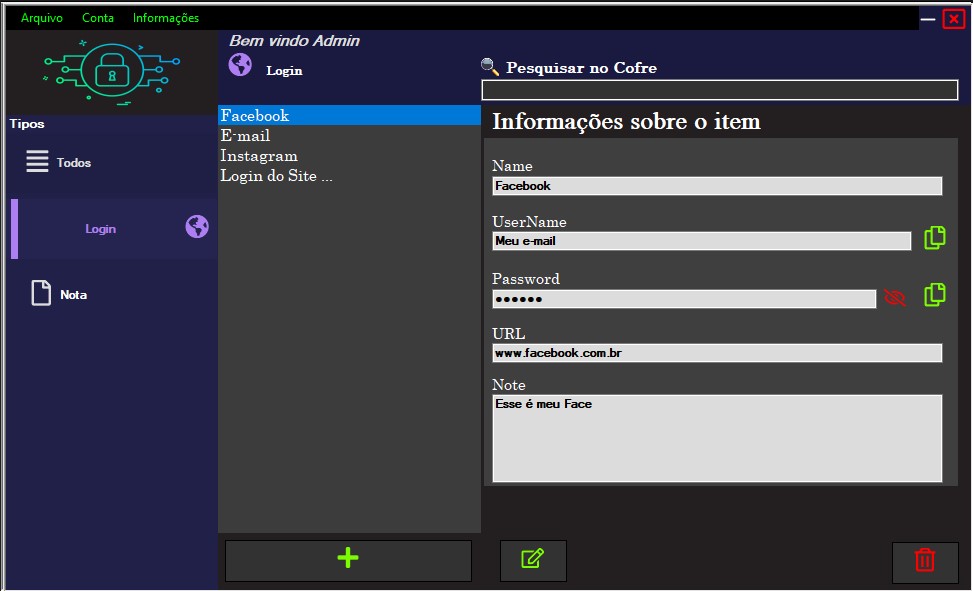 Arquivo Conta Informações
Bem vindo Admin
Login
Pesquisar no Cofre
Tipos
Todos
Login
Nota
Facebook
E-mail
Instagram
Login do Site ...
Informações sobre o item
Name
Facebook
UserName
Meu e-mail
Password
••••••
URL
www.facebook.com.br
Note
Esse é meu Face